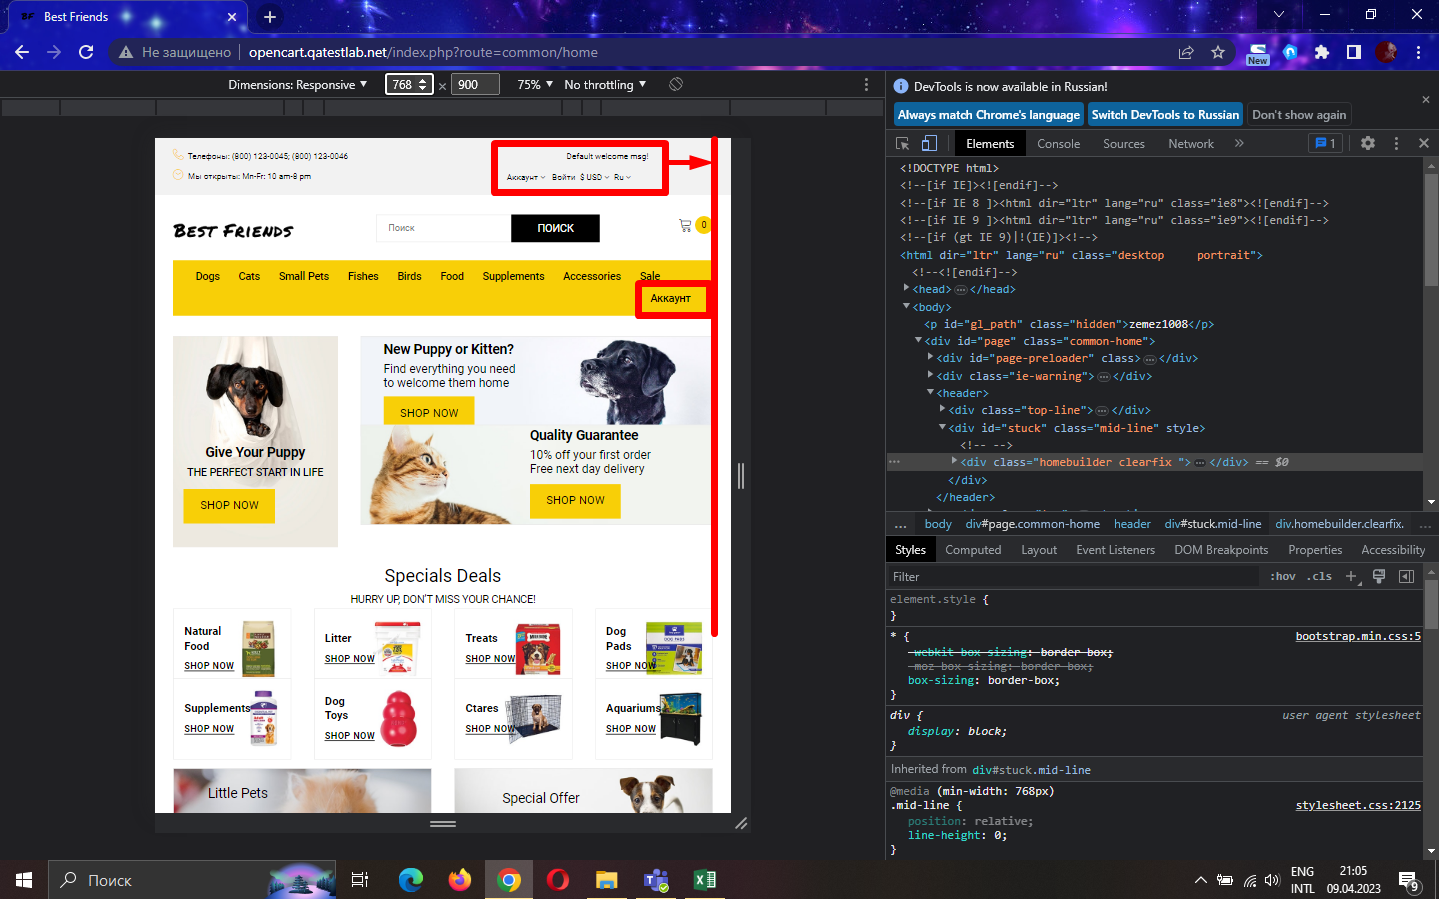 Best Friends
Не защищено
opencart.qatestlab.net/index.php?route=common/home
New
Dimensions: Responsive
768
×
900
75%
No throttling
DevTools is now available in Russian!
Always match Chrome's language
Switch DevTools to Russian
Don't show again
Elements
Console
Sources
Network
1
Телефоны: (800) 123-0045; (800) 123-0046
Default welcome msg!
Мы открыты: Mn-Fr: 10 am-8 pm
Аккаунт
Войти
$ USD
Ru
Best Friends
Поиск
ПОИСК
0
Dogs
Cats
Small Pets
Fishes
Birds
Food
Supplements
Accessories
Sale
Аккаунт
New Puppy or Kitten?
Find everything you need
to welcome them home
SHOP NOW
Give Your Puppy
THE PERFECT START IN LIFE
SHOP NOW
Quality Guarantee
10% off your first order
Free next day delivery
SHOP NOW
Specials Deals
HURRY UP, DON'T MISS YOUR CHANCE!
Natural
Food
SHOP NOW
Litter
SHOP NOW
Treats
SHOP NOW
Dog
Pads
SHOP NOW
Supplements
SHOP NOW
Dog
Toys
SHOP NOW
Ctares
SHOP NOW
Aquariums
SHOP NOW
Little Pets
Special Offer
<!DOCTYPE html>
<!--[if IE]><![endif]-->
<!--[if IE 8 ]><html dir="ltr" lang="ru" class="ie8"><![endif]-->
<!--[if IE 9 ]><html dir="ltr" lang="ru" class="ie9"><![endif]-->
<!--[if (gt IE 9)|!(IE)]><!-->
<html dir="ltr" lang="ru" class="desktop     portrait">
<!--<![endif]-->
<head> … </head>
<body>
<p id="gl_path" class="hidden">zemez1008</p>
<div id="page" class="common-home">
<div id="page-preloader" class> … </div>
<div class="ie-warning"> … </div>
<header>
<div class="top-line"> … </div>
<div id="stuck" class="mid-line" style>
<!-- -->
<div class="homebuilder clearfix "> … </div> == $0
</div>
</header>
…
body
div#page.common-home
header
div#stuck.mid-line
div.homebuilder.clearfix.
…
Styles
Computed
Layout
Event Listeners
DOM Breakpoints
Properties
Accessibility
Filter
:hov
.cls
element.style {
}
* {
bootstrap.min.css:5
-webkit-box-sizing: border-box;
-moz-box-sizing: border-box;
box-sizing: border-box;
}
div {
user agent stylesheet
display: block;
}
Inherited from div#stuck.mid-line
@media (min-width: 768px)
.mid-line {
stylesheet.css:2125
position: relative;
line-height: 0;
}
Поиск
ENG
INTL
21:05
09.04.2023
9